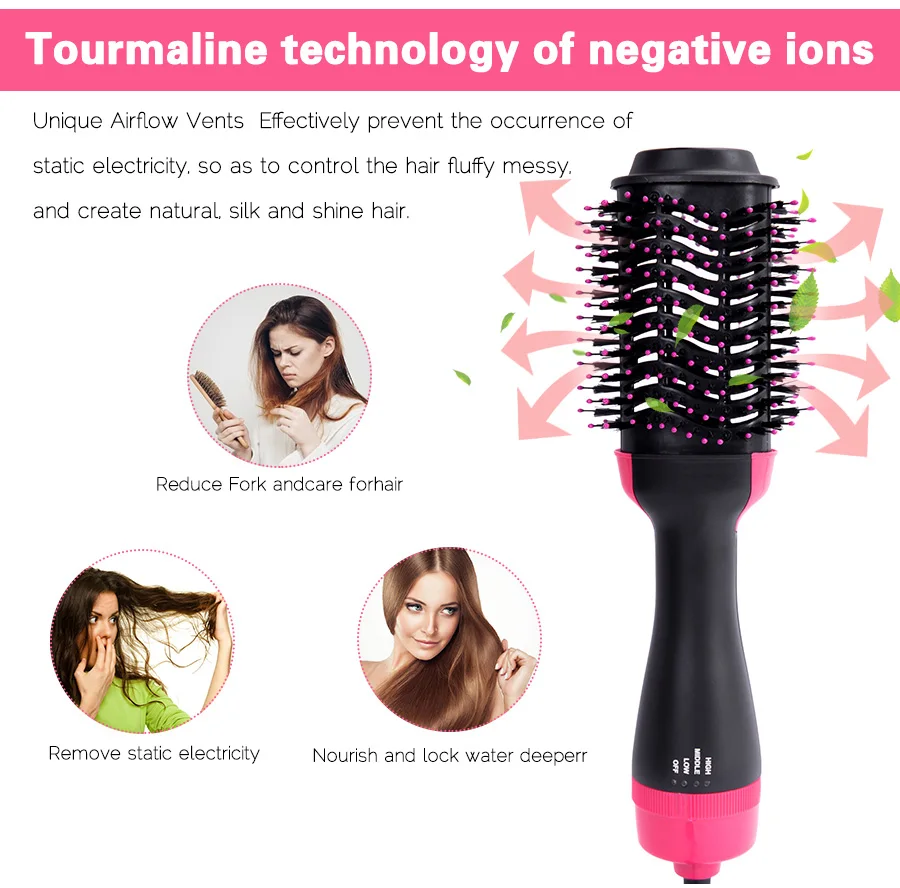 Tourmaline technology of negative ions
Unique Airflow Vents Effectively prevent the occurrence of
static electricity, so as to control the hair fluffy messy,
and create natural, silk and shine hair.
Reduce Fork andcare forhair
Remove static electricity
Nourish and lock water deeperr
HIGH
MIDDLE
LOW
OFF